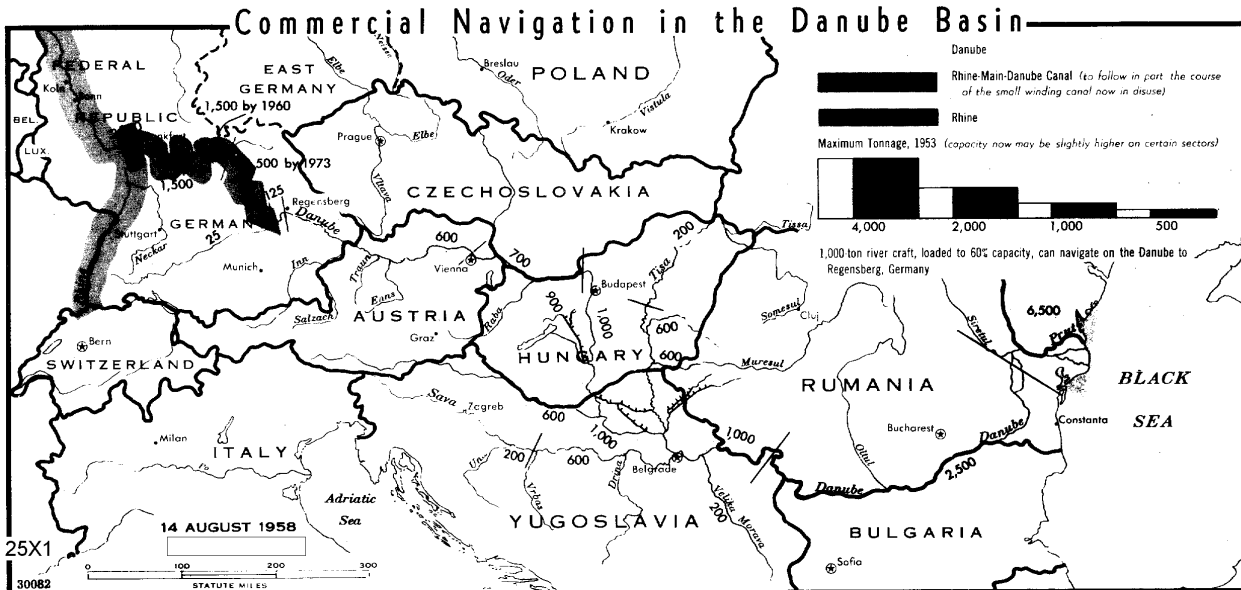 Commercial Navigation in the Danube Basin
Danube
Rhine-Main-Danube Canal (to follow in part the course
of the small winding canal now in disuse)
Rhine
Maximum Tonnage, 1953 (capacity now may be slightly higher on certain sectors)
4,000 2,000 1,000 500
1,000-ton river craft, loaded to 60% capacity, can navigate on the Danube to
Regensberg, Germany
FEDERAL
REPUBLIC
GERMAN
EAST
GERMANY
POLAND
BEL.
LUX.
Koln
Bonn
1,500 by 1960
500 by 1973
1,500
125
Regensberg
Danube
Stuttgart
Neckar
25
Munich
Inn
Elbe
Neisse
Breslau
Oder
Vistula
Krakow
Prague
Elbe
Vltava
CZECHOSLOVAKIA
600
700
200
Tissa
Tisa
Vienna
Traun
Enns
Salzach
AUSTRIA
Graz
Raba
Budapest
900
1,000
HUNGARY
600
600
Somesul
Cluj
Muresul
Siretul
6,500
Prut
RUMANIA
Bucharest
Oltul
Danube
Constanta
BLACK
SEA
Bern
SWITZERLAND
Milan
ITALY
Po
Adriatic
Sea
Sava
Zagreb
600
1,000
200
600
Un
Vrbas
Drina
Belgrade
1,000
Velika Morava
200
YUGOSLAVIA
Danube
2,500
BULGARIA
Sofia
14 AUGUST 1958
25X1
0 100 200 300
STATUTE MILES
30082